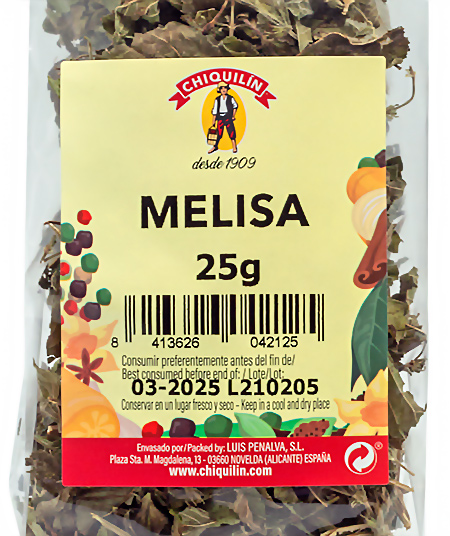 CHIQUILÍN
desde 1909
MELISA
25g
8 413626 042125
Consumir preferentemente antes del fin de/
Best consumed before end of: / Lote/Lot:
03-2025 L210205
Conservar en un lugar fresco y seco - Keep in a cool and dry place
Envasado por/Packed by: LUIS PENALVA, S.L.
Plaza Sta. M. Magdalena, 13 - 03660 NOVELDA (ALICANTE) ESPAÑA
www.chiquilin.com
®